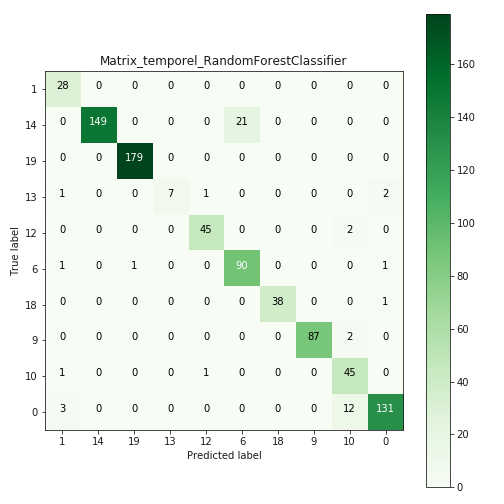 Matrix_temporel_RandomForestClassifier
1 28 0 0 0 0 0 0 0 0 0
14 0 149 0 0 0 21 0 0 0 0
19 0 0 179 0 0 0 0 0 0 0
13 1 0 0 7 1 0 0 0 0 2
12 0 0 0 0 45 0 0 0 2 0
6 1 0 1 0 0 90 0 0 0 1
18 0 0 0 0 0 0 38 0 0 1
9 0 0 0 0 0 0 0 87 2 0
10 1 0 0 0 1 0 0 0 45 0
0 3 0 0 0 0 0 0 0 12 131
1 14 19 13 12 6 18 9 10 0
Predicted label
True label
160
140
120
100
80
60
40
20
0